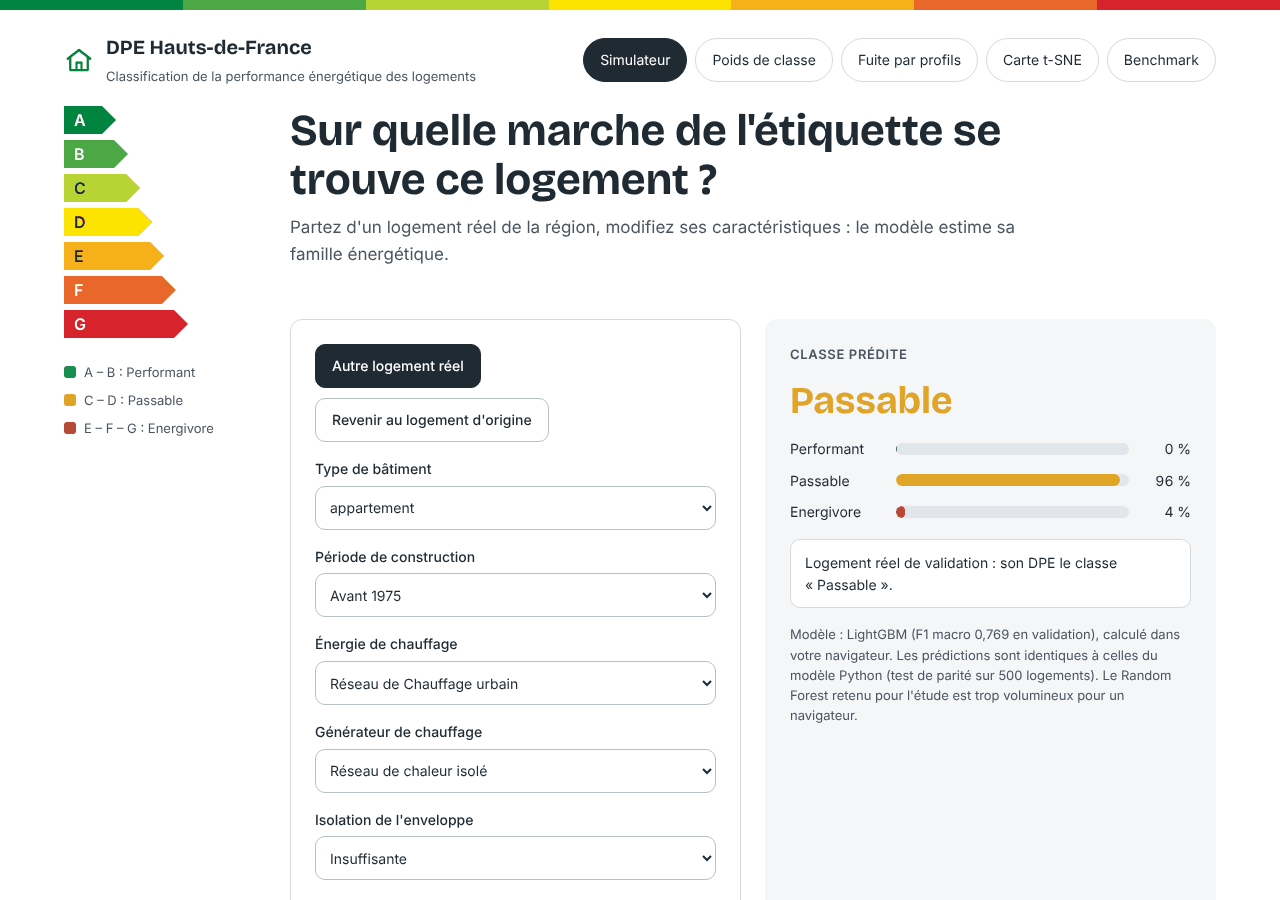 DPE Hauts-de-France
Classification de la performance énergétique des logements
Simulateur
Poids de classe
Fuite par profils
Carte t-SNE
Benchmark
A
B
C
D
E
F
G
A – B : Performant
C – D : Passable
E – F – G : Energivore
Sur quelle marche de l'étiquette se
trouve ce logement ?
Partez d'un logement réel de la région, modifiez ses caractéristiques : le modèle estime sa
famille énergétique.
Autre logement réel
Revenir au logement d'origine
Type de bâtiment
appartement
Période de construction
Avant 1975
Énergie de chauffage
Réseau de Chauffage urbain
Générateur de chauffage
Réseau de chaleur isolé
Isolation de l'enveloppe
Insuffisante
CLASSE PRÉDITE
Passable
Performant 0 %
Passable 96 %
Energivore 4 %
Logement réel de validation : son DPE le classe
« Passable ».
Modèle : LightGBM (F1 macro 0,769 en validation), calculé dans
votre navigateur. Les prédictions sont identiques à celles du
modèle Python (test de parité sur 500 logements). Le Random
Forest retenu pour l'étude est trop volumineux pour un
navigateur.